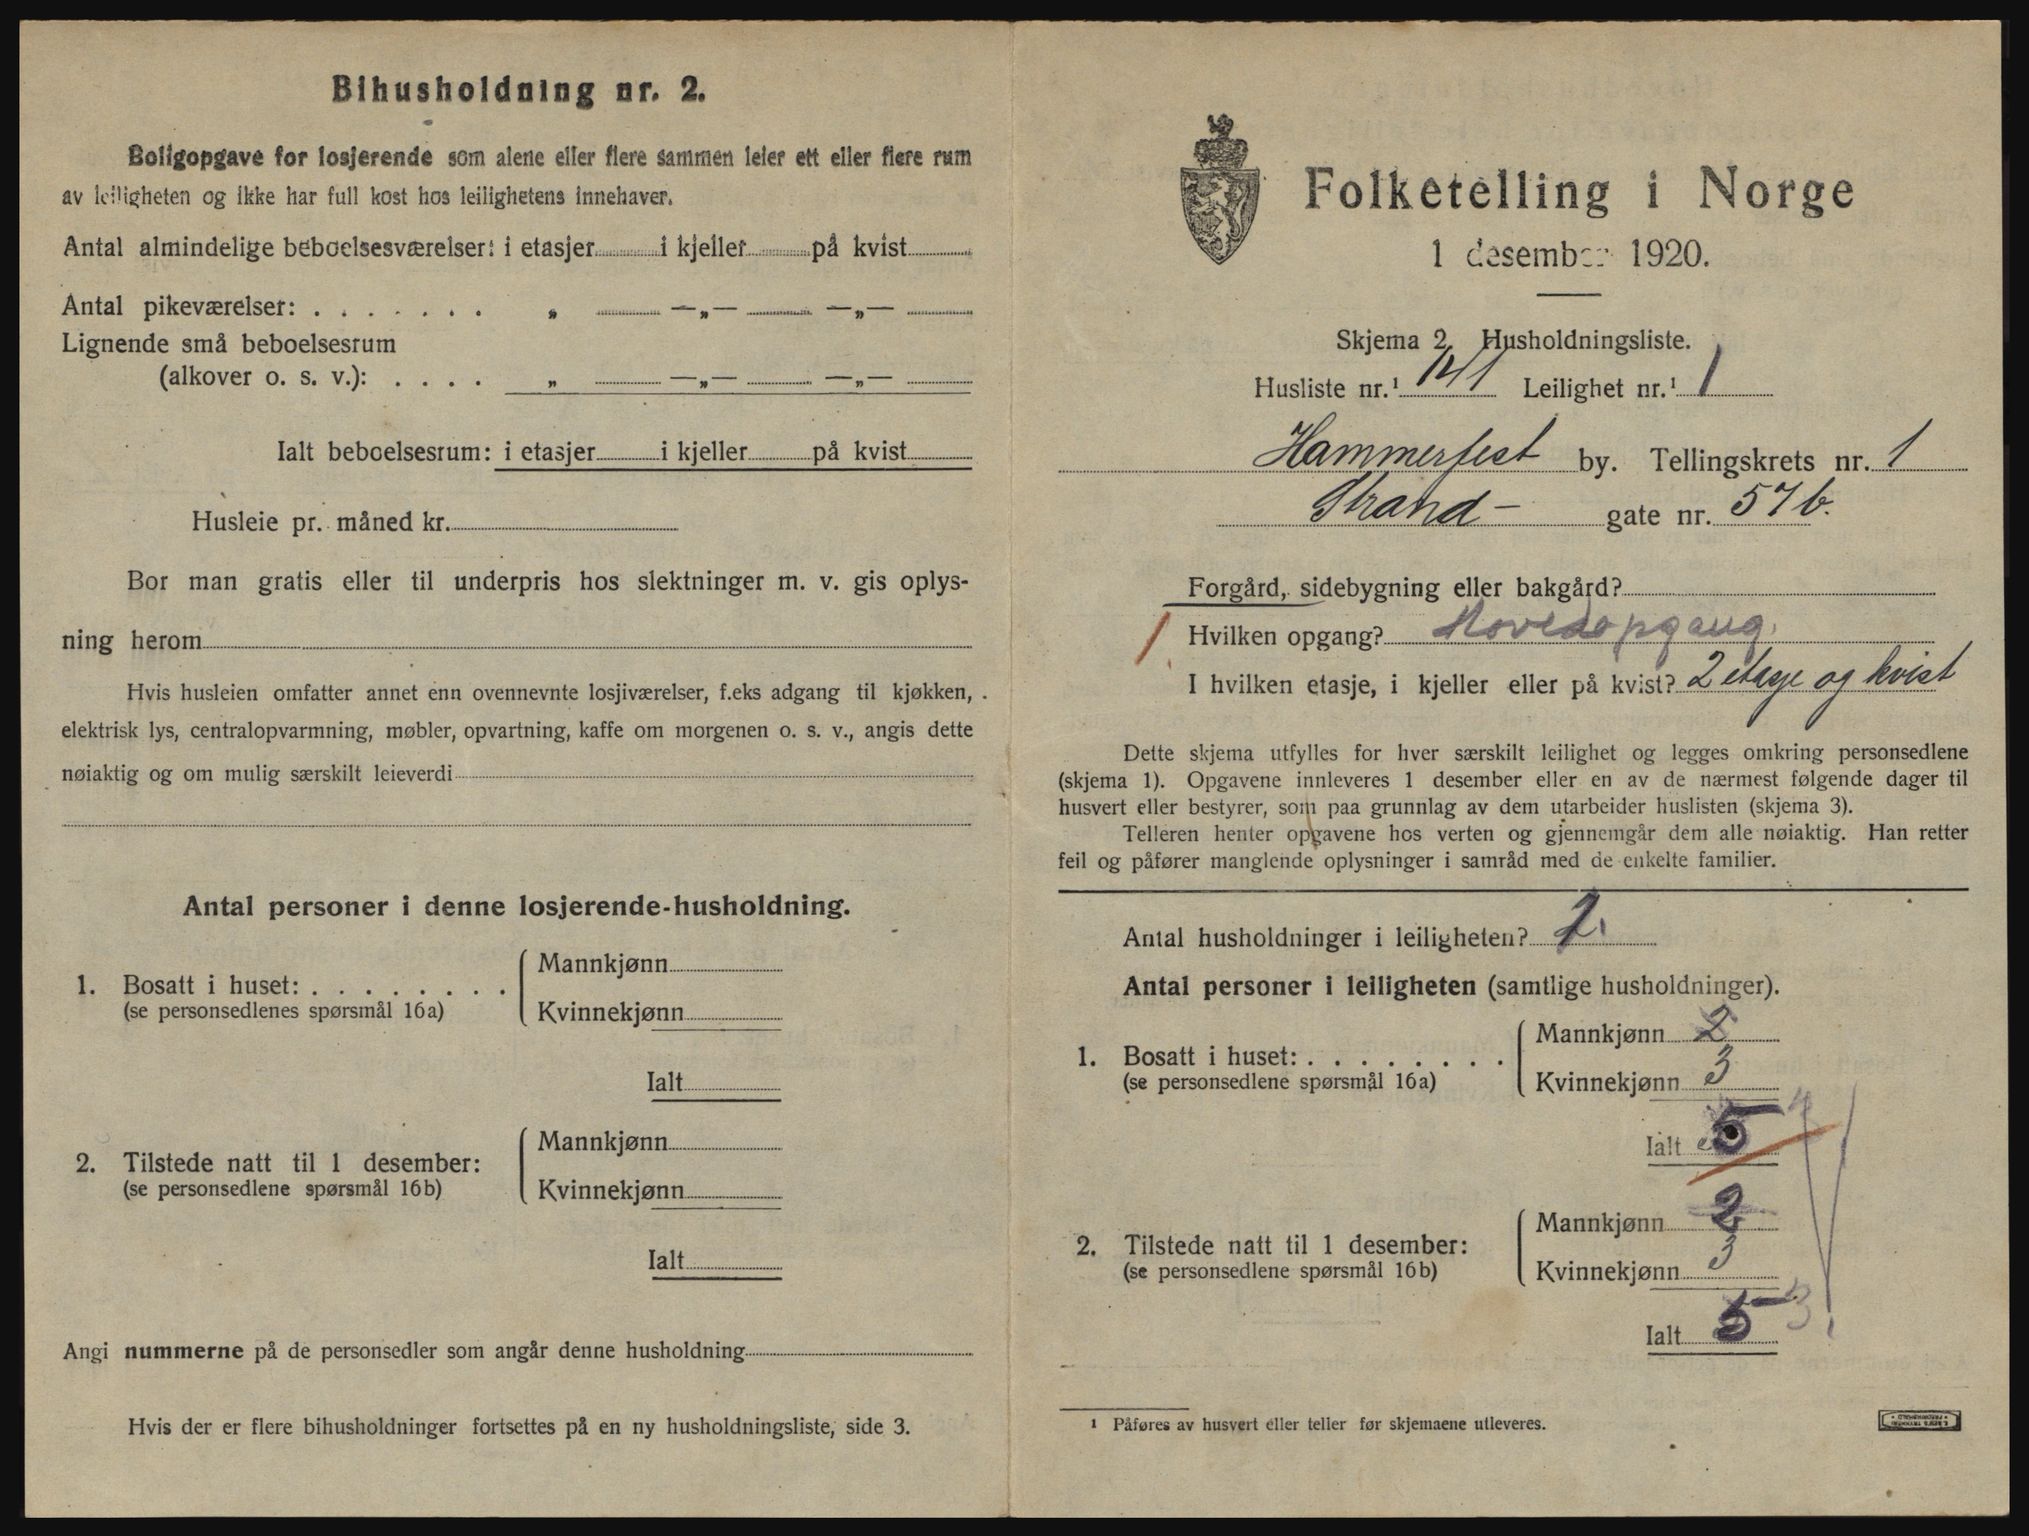 Bihusholdning nr. 2.
Boligopgave for losjerende som alene eller flere sammen leier ett eller flere rum
av leiligheten og ikke har full kost hos leilighetens innehaver.
Antal almindelige beboelsesværelser: i etasjer i kjeller på kvist
Antal pikeværelser: . . . . . . . „ —„— —„—
Lignende små beboelsesrum
(alkover o. s. v.): . . . . „ —„— —„—
Ialt beboelsesrum: i etasjer i kjeller på kvist
Husleie pr. måned kr.
Bor man gratis eller til underpris hos slektninger m. v. gis oplys-
ning herom
Hvis husleien omfatter annet enn ovennevnte losjiværelser, f.eks adgang til kjøkken,
elektrisk lys, centralopvarmning, møbler, opvartning, kaffe om morgenen o. s. v., angis dette
nøiaktig og om mulig særskilt leieverdi
Antal personer i denne losjerende-husholdning.
1. Bosatt i huset: . . . . . . . . Mannkjønn
(se personsedlenes spørsmål 16a) Kvinnekjønn
Ialt
2. Tilstede natt til 1 desember: Mannkjønn
(se personsedlene spørsmål 16b) Kvinnekjønn
Ialt
Angi nummerne på de personsedler som angår denne husholdning
Hvis der er flere bihusholdninger fortsettes på en ny husholdningsliste, side 3.
Folketelling i Norge
1 desember 1920.
Skjema 2 Husholdningsliste.
Husliste nr.¹ 141 Leilighet nr.¹ 1
Hammerfest by. Tellingskrets nr. 1
Strand- gate nr. 57b.
Forgård, sidebygning eller bakgård?
1 Hvilken opgang? Hovedopgang.
I hvilken etasje, i kjeller eller på kvist? 2 etasje og kvist
Dette skjema utfylles for hver særskilt leilighet og legges omkring personsedlene
(skjema 1). Opgavene innleveres 1 desember eller en av de nærmest følgende dager til
husvert eller bestyrer, som paa grunnlag av dem utarbeider huslisten (skjema 3).
Telleren henter opgavene hos verten og gjennemgår dem alle nøiaktig. Han retter
feil og påfører manglende oplysninger i samråd med de enkelte familier.
Antal husholdninger i leiligheten?
Antal personer i leiligheten (samtlige husholdninger).
1. Bosatt i huset: . . . . . . . . Mannkjønn 2
(se personsedlene spørsmål 16a) Kvinnekjønn 3
Ialt 5
2. Tilstede natt til 1 desember: Mannkjønn 2
(se personsedlene spørsmål 16b) Kvinnekjønn 3
Ialt 5 3
¹ Påføres av husvert eller teller før skjemaene utleveres.